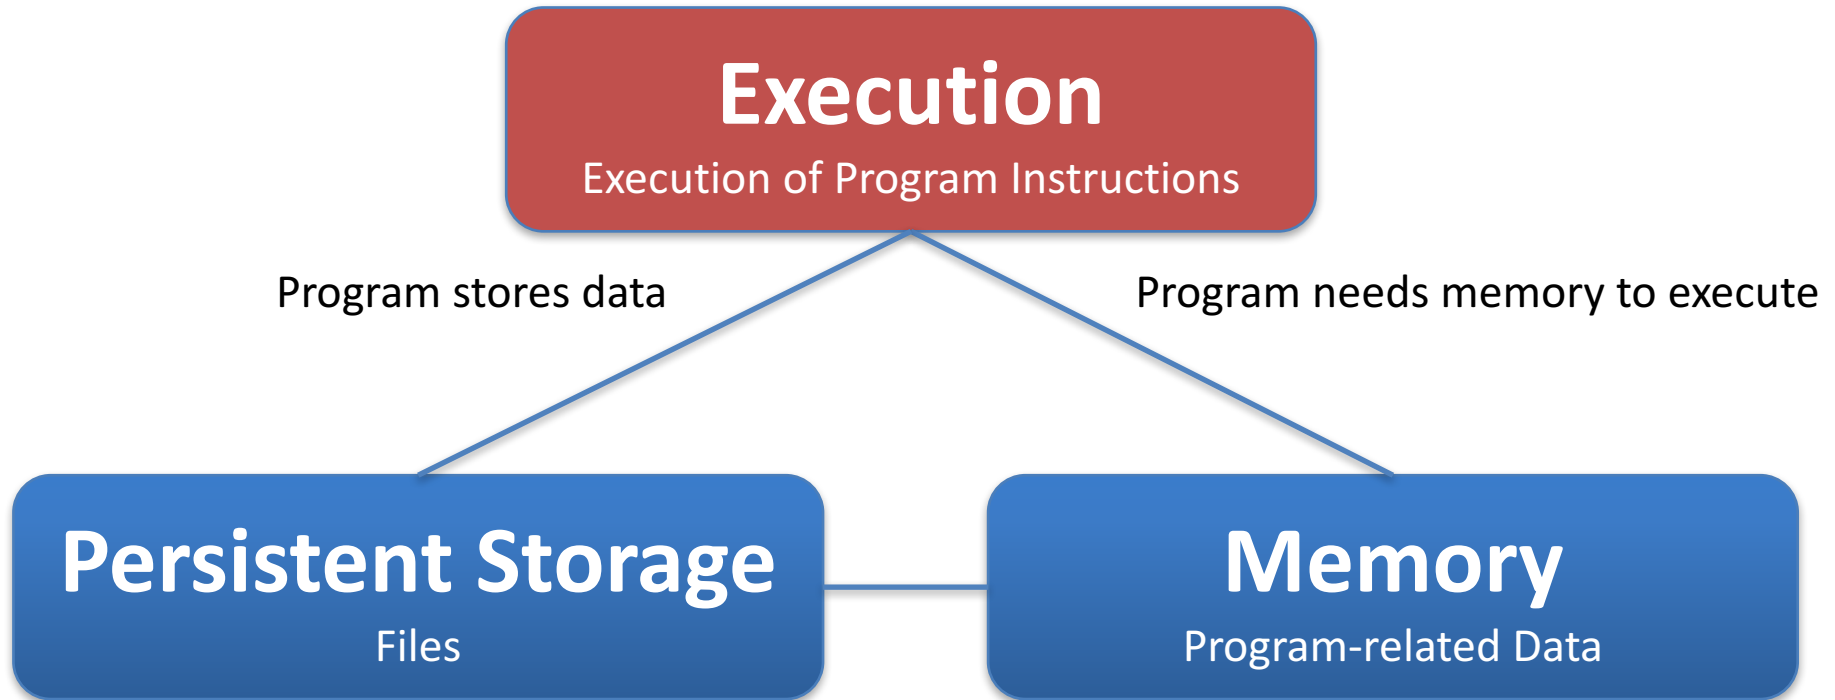 Execution
Execution of Program Instructions
Program stores data
Program needs memory to execute
Persistent Storage
Files
Memory
Program-related Data